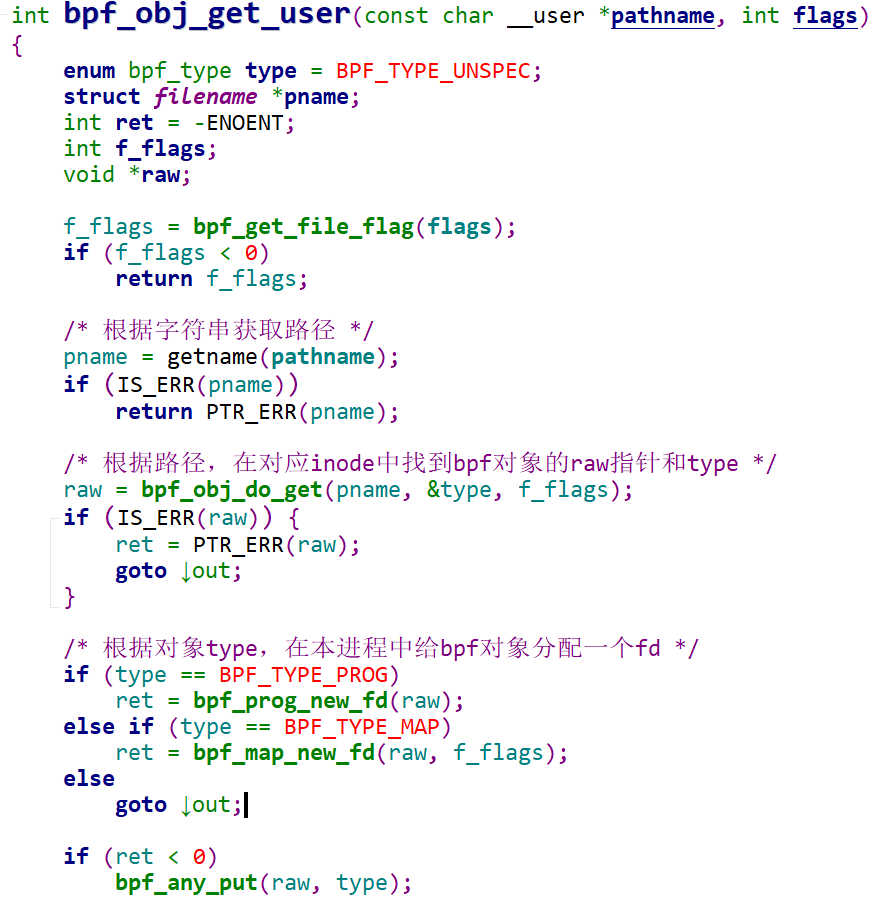 int bpf_obj_get_user(const char __user *pathname, int flags)
{
    enum bpf_type type = BPF_TYPE_UNSPEC;
    struct filename *pname;
    int ret = -ENOENT;
    int f_flags;
    void *raw;

    f_flags = bpf_get_file_flag(flags);
    if (f_flags < 0)
        return f_flags;

    /* 根据字符串获取路径 */
    pname = getname(pathname);
    if (IS_ERR(pname))
        return PTR_ERR(pname);

    /* 根据路径，在对应inode中找到bpf对象的raw指针和type */
    raw = bpf_obj_do_get(pname, &type, f_flags);
    if (IS_ERR(raw)) {
        ret = PTR_ERR(raw);
        goto ↓out;
    }

    /* 根据对象type，在本进程中给bpf对象分配一个fd */
    if (type == BPF_TYPE_PROG)
        ret = bpf_prog_new_fd(raw);
    else if (type == BPF_TYPE_MAP)
        ret = bpf_map_new_fd(raw, f_flags);
    else
        goto ↓out;

    if (ret < 0)
        bpf_any_put(raw, type);